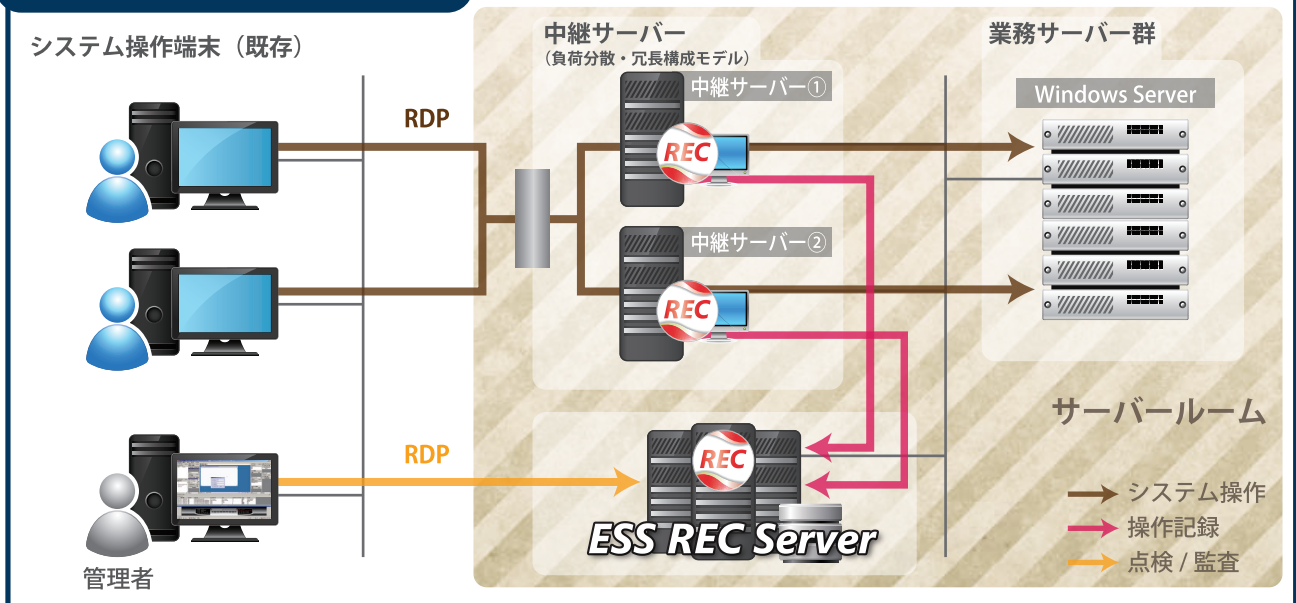 システム操作端末（既存）
中継サーバー
（負荷分散・冗長構成モデル）
業務サーバー群
中継サーバー①
Windows Server
RDP
REC
中継サーバー②
REC
サーバールーム
RDP
REC
ESS REC Server
システム操作
操作記録
点検 / 監査
管理者